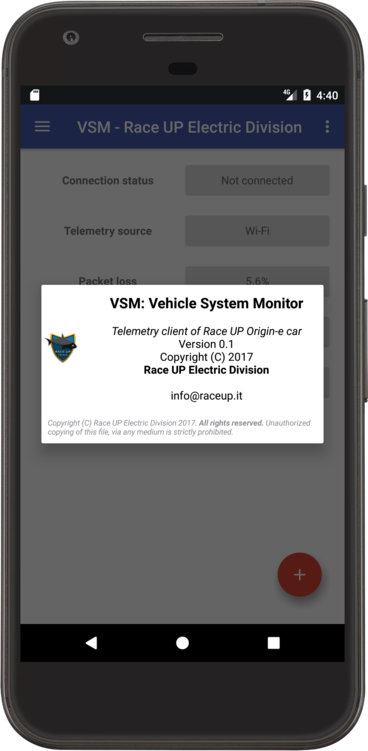 4G 4:40
VSM - Race UP Electric Division
Connection status Not connected
Telemetry source Wi-Fi
Packet loss 5.6%
VSM: Vehicle System Monitor
Telemetry client of Race UP Origin-e car
Version 0.1
Copyright (C) 2017
Race UP Electric Division
info@raceup.it
Copyright (C) Race UP Electric Division 2017. All rights reserved. Unauthorized
copying of this file, via any medium is strictly prohibited.